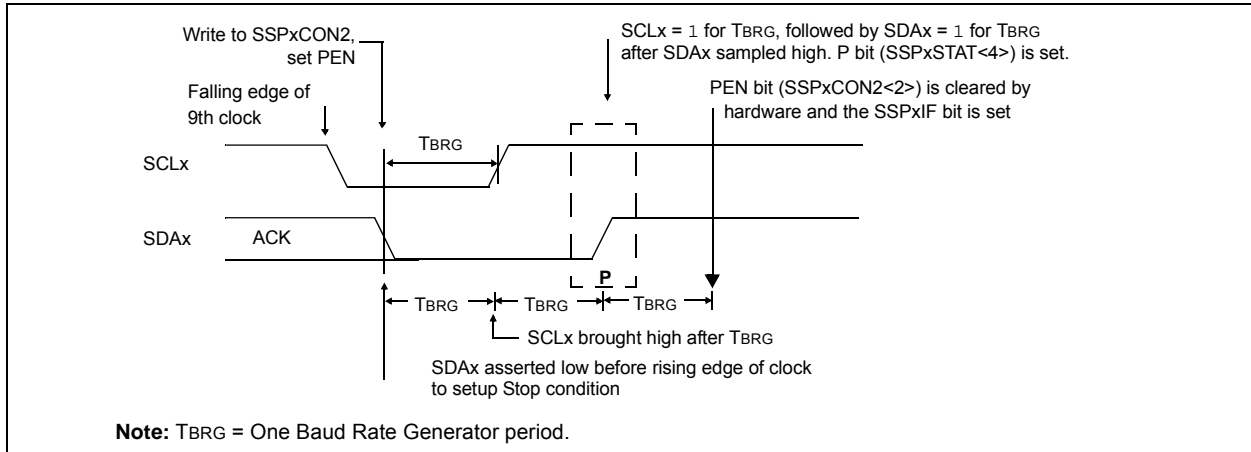 Write to SSPxCON2,
set PEN
SCLx = 1 for TBRG, followed by SDAx = 1 for TBRG
after SDAx sampled high. P bit (SSPxSTAT<4>) is set.
Falling edge of
9th clock
PEN bit (SSPxCON2<2>) is cleared by
hardware and the SSPxIF bit is set
TBRG
SCLx
SDAx
ACK
P
TBRG
TBRG
TBRG
SCLx brought high after TBRG
SDAx asserted low before rising edge of clock
to setup Stop condition
Note: TBRG = One Baud Rate Generator period.